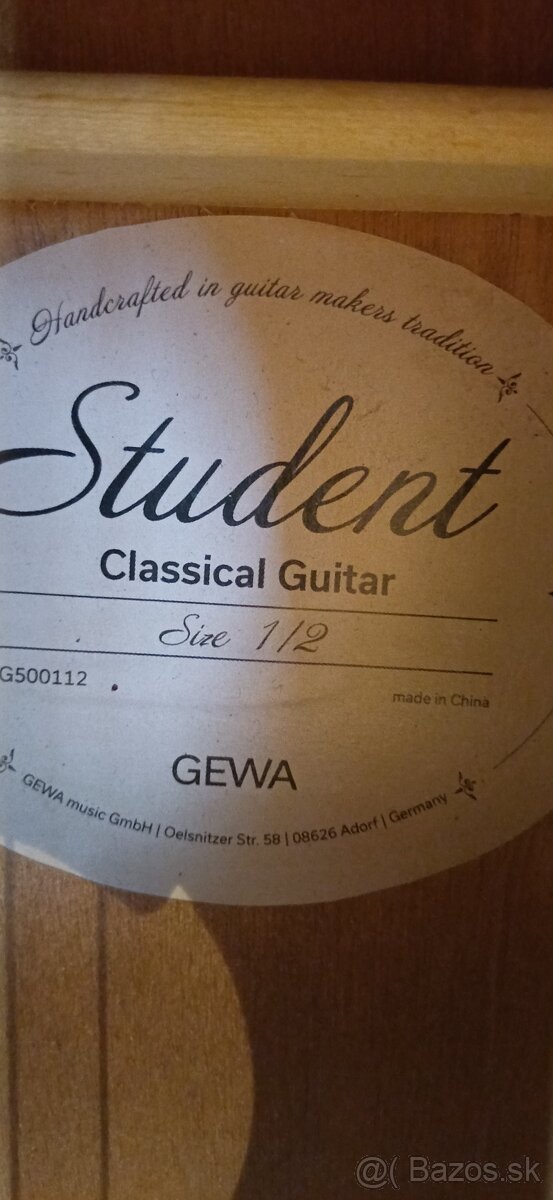 Handcrafted in guitar makers tradition
Student
Classical Guitar
Size 1/2
G500112
made in China
GEWA
GEWA music GmbH | Oelsnitzer Str. 58 | 08626 Adorf | Germany
@( Bazos.sk